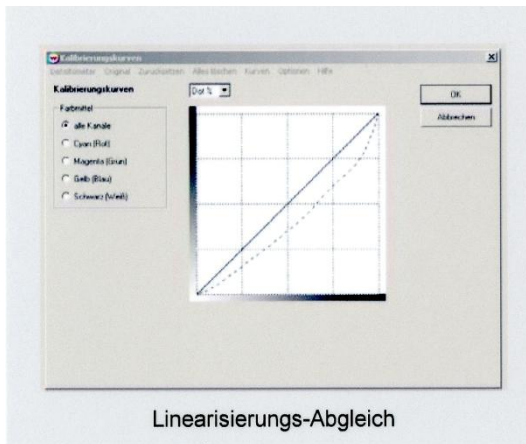 Kalibrierungskurven
Densitometer Original Zurücksetzen Alles löschen Kurven Optionen Hilfe
Kalibrierungskurven
Dot %
OK
Abbrechen
Farbmittel
alle Kanäle
Cyan (Rot)
Magenta (Grün)
Gelb (Blau)
Schwarz (Weiß)
Linearisierungs-Abgleich